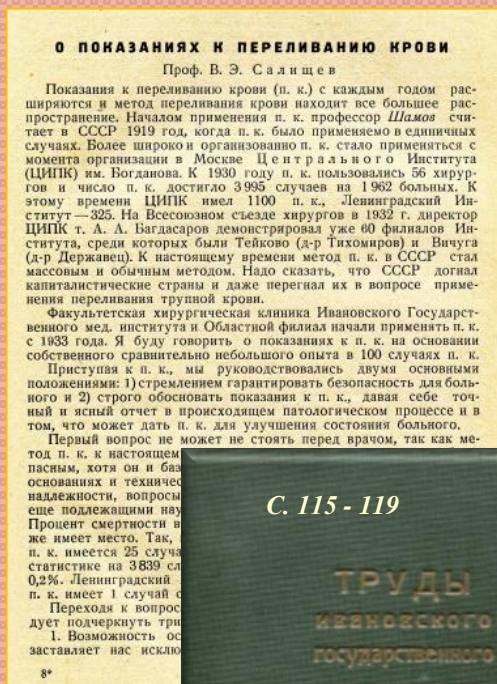 О ПОКАЗАНИЯХ К ПЕРЕЛИВАНИЮ КРОВИ
Проф. В. Э. Салищев
Показания к переливанию крови (п. к.) с каждым годом рас-
ширяются и метод переливания крови находит все большее рас-
пространение. Началом применения п. к. профессор Шамов счи-
тает в СССР 1919 год, когда п. к. было применяемо в единичных
случаях. Более широко и организованно п. к. стало применяться с
момента организации в Москве Центрального Института
(ЦИПК) им. Богданова. К 1930 году п. к. пользовались 56 хирур-
гов и число п. к. достигло 3 995 случаев на 1 962 больных. К
этому времени ЦИПК имел 1100 п. к., Ленинградский Ин-
ститут — 325. На Всесоюзном съезде хирургов в 1932 г. директор
ЦИПК т. А. А. Багдасаров демонстрировал уже 60 филиалов Ин-
ститута, среди которых были Тейково (д-р Тихомиров) и Вичуга
(д-р Державец). К настоящему времени метод п. к. в СССР стал
массовым и обычным методом. Надо сказать, что СССР догнал
капиталистические страны и даже перегнал их в вопросе приме-
нения переливания трупной крови.
Факультетская хирургическая клиника Ивановского Государст-
венного мед. института и Областной филиал начали применять п. к.
с 1933 года. Я буду говорить о показаниях к п. к. на основании
собственного сравнительно небольшого опыта в 100 случаях п. к.
Приступая к п. к., мы руководствовались двумя основными
положениями: 1) стремлением гарантировать безопасность для боль-
ного и 2) строго обосновать показания к п. к., давая себе точ-
ный и ясный отчет в происходящем патологическом процессе и в
том, что может дать п. к. для улучшения состояния больного.
Первый вопрос не может не стоять перед врачом, так как ме-
тод п. к. к настоящем
пасным, хотя он и баз
основаниях и техничес
надлежности, вопросы
еще подлежащими нау
Процент смертности в
же имеет место. Так,
п. к. имеется 25 случа
статистике на 3 839 сл
0,2%. Ленинградский
п. к. имеет 1 случай с
Переходя к вопрос
дует подчеркнуть три
1. Возможность ос
заставляет нас исклю
8*
С. 115 - 119
ТРУДЫ
ИВАНОВСКОГО
ГОСУДАРСТВЕННОГО